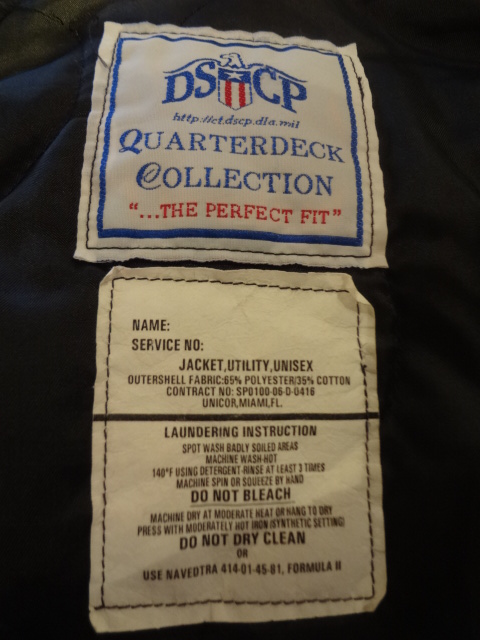 DSCP
http://ct.dscp.dla.mil
QUARTERDECK
COLLECTION
"...THE PERFECT FIT"
NAME:
SERVICE NO:
JACKET,UTILITY,UNISEX
OUTERSHELL FABRIC:65% POLYESTER/35% COTTON
CONTRACT NO: SP0100-06-D-0416
UNICOR,MIAMI,FL.
LAUNDERING INSTRUCTION
SPOT WASH BADLY SOILED AREAS
MACHINE WASH-HOT
140°F USING DETERGENT-RINSE AT LEAST 3 TIMES
MACHINE SPIN OR SQUEEZE BY HAND
DO NOT BLEACH
MACHINE DRY AT MODERATE HEAT OR HANG TO DRY
PRESS WITH MODERATELY HOT IRON (SYNTHETIC SETTING)
DO NOT DRY CLEAN
OR
USE NAVEDTRA 414-01-45-81, FORMULA II